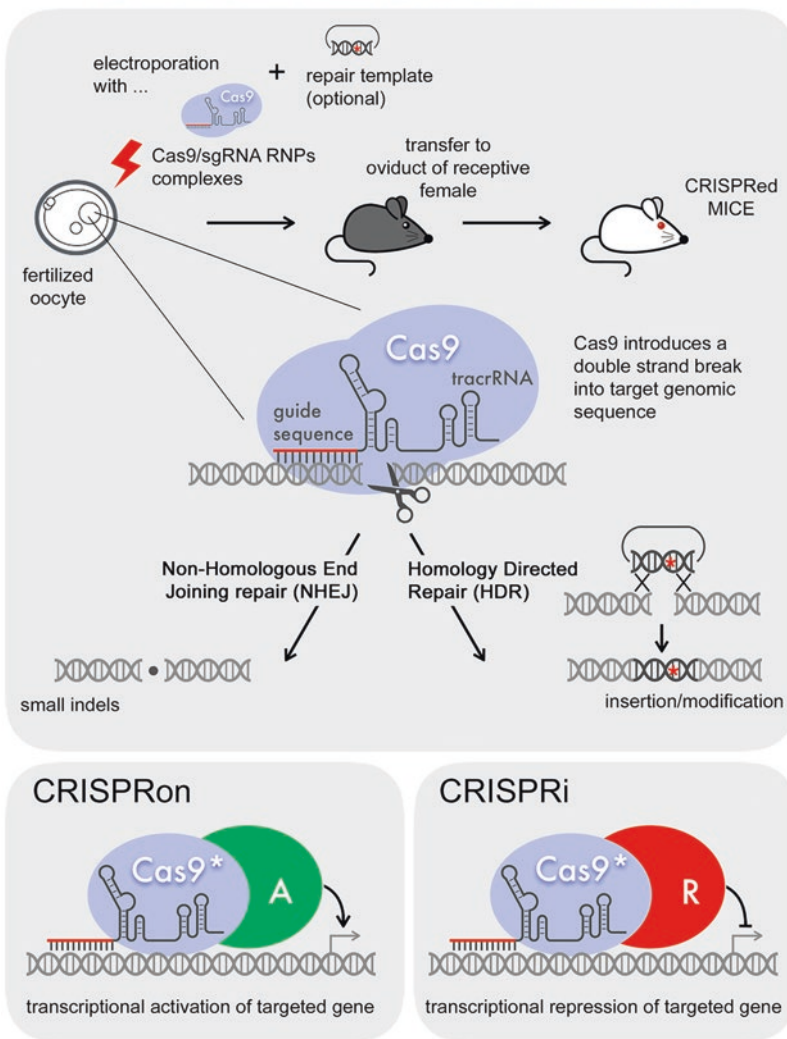 electroporation
with ...
+
Cas9
repair template
(optional)
Cas9/sgRNA RNPs
complexes
transfer to
oviduct of receptive
female
CRISPRed
MICE
fertilized
oocyte
Cas9
tracrRNA
guide
sequence
Cas9 introduces a
double strand break
into target genomic
sequence
Non-Homologous End
Joining repair (NHEJ)
Homology Directed
Repair (HDR)
*
*
small indels
insertion/modification
CRISPRon
Cas9*
A
transcriptional activation of targeted gene
CRISPRi
Cas9*
R
transcriptional repression of targeted gene